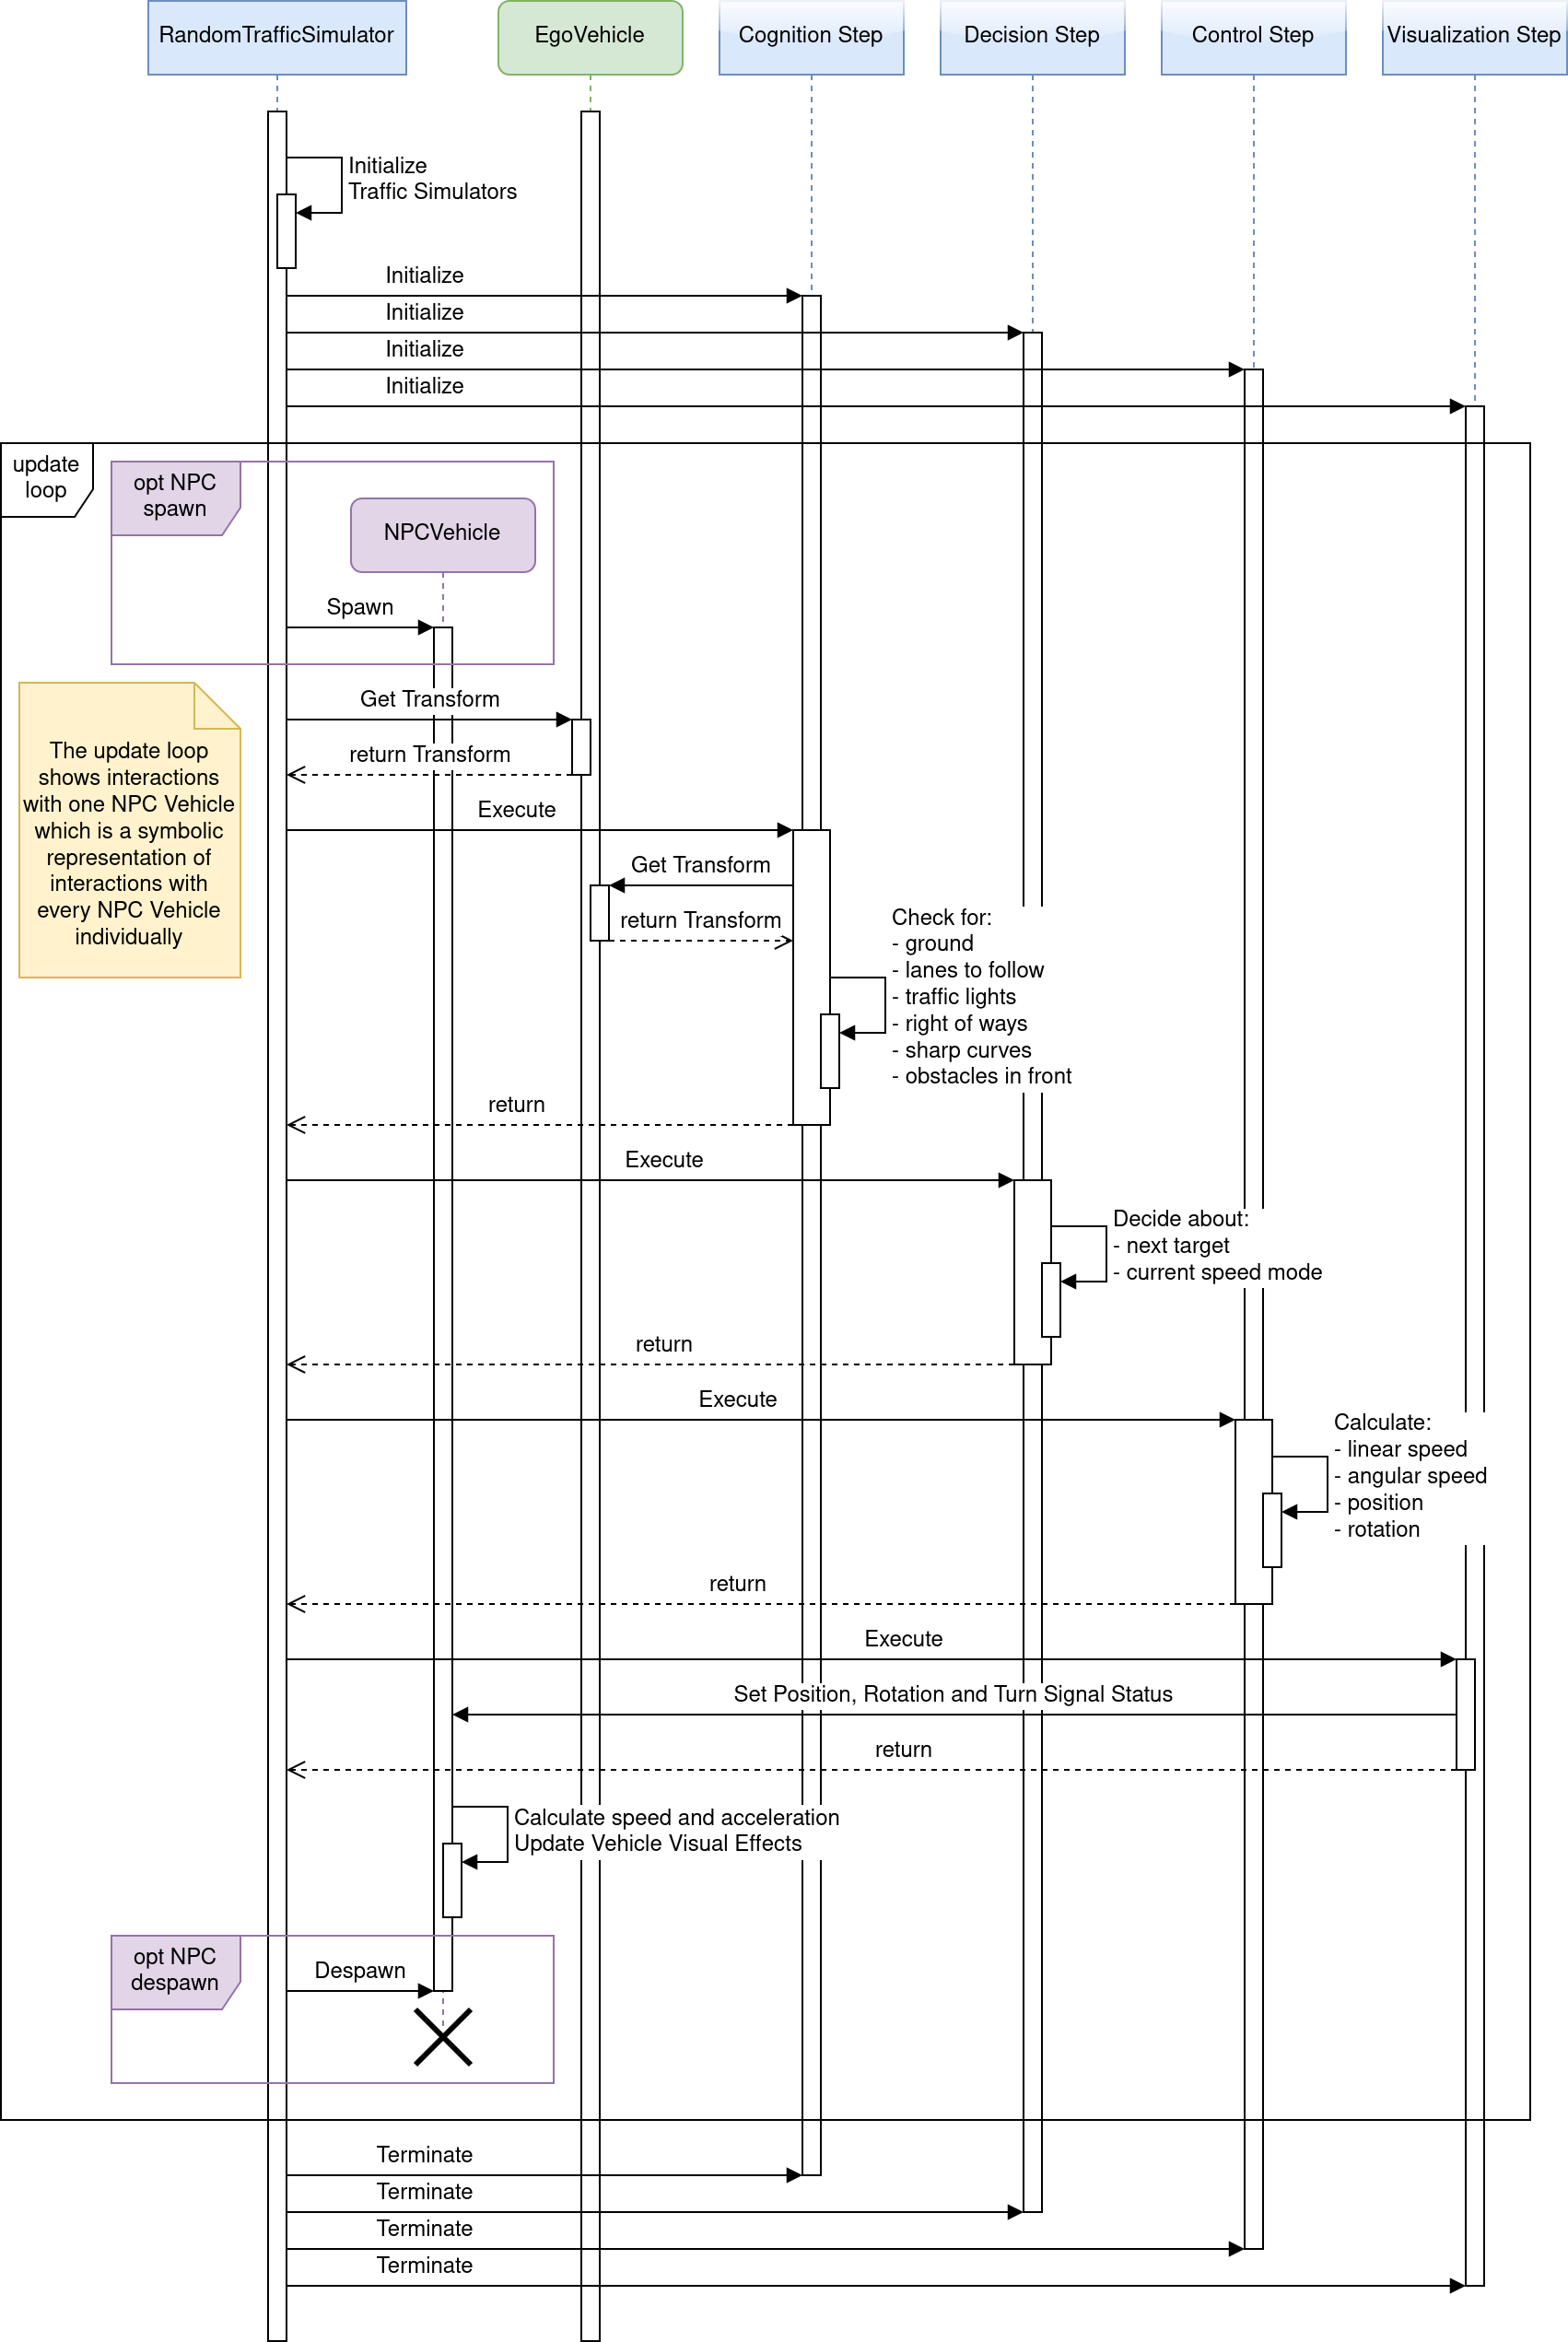 RandomTrafficSimulator
EgoVehicle
Cognition Step
Decision Step
Control Step
Visualization Step
Initialize
Traffic Simulators
Initialize
Initialize
Initialize
Initialize
update
loop
opt NPC
spawn
NPCVehicle
Spawn
Get Transform
return Transform
The update loop
shows interactions
with one NPC Vehicle
which is a symbolic
representation of
interactions with
every NPC Vehicle
individually
Execute
Get Transform
return Transform
Check for:
- ground
- lanes to follow
- traffic lights
- right of ways
- sharp curves
- obstacles in front
return
Execute
Decide about:
- next target
- current speed mode
return
Execute
Calculate:
- linear speed
- angular speed
- position
- rotation
return
Execute
Set Position, Rotation and Turn Signal Status
return
Calculate speed and acceleration
Update Vehicle Visual Effects
opt NPC
despawn
Despawn
Terminate
Terminate
Terminate
Terminate